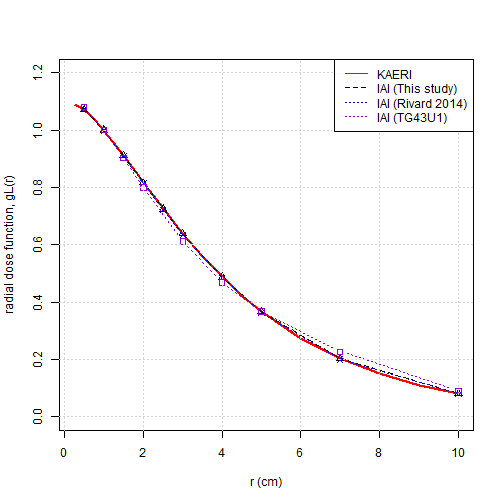 KAERI
IAI (This study)
IAI (Rivard 2014)
IAI (TG43U1)
radial dose function, gL(r)
1.2
1.0
0.8
0.6
0.4
0.2
0.0
0 2 4 6 8 10
r (cm)